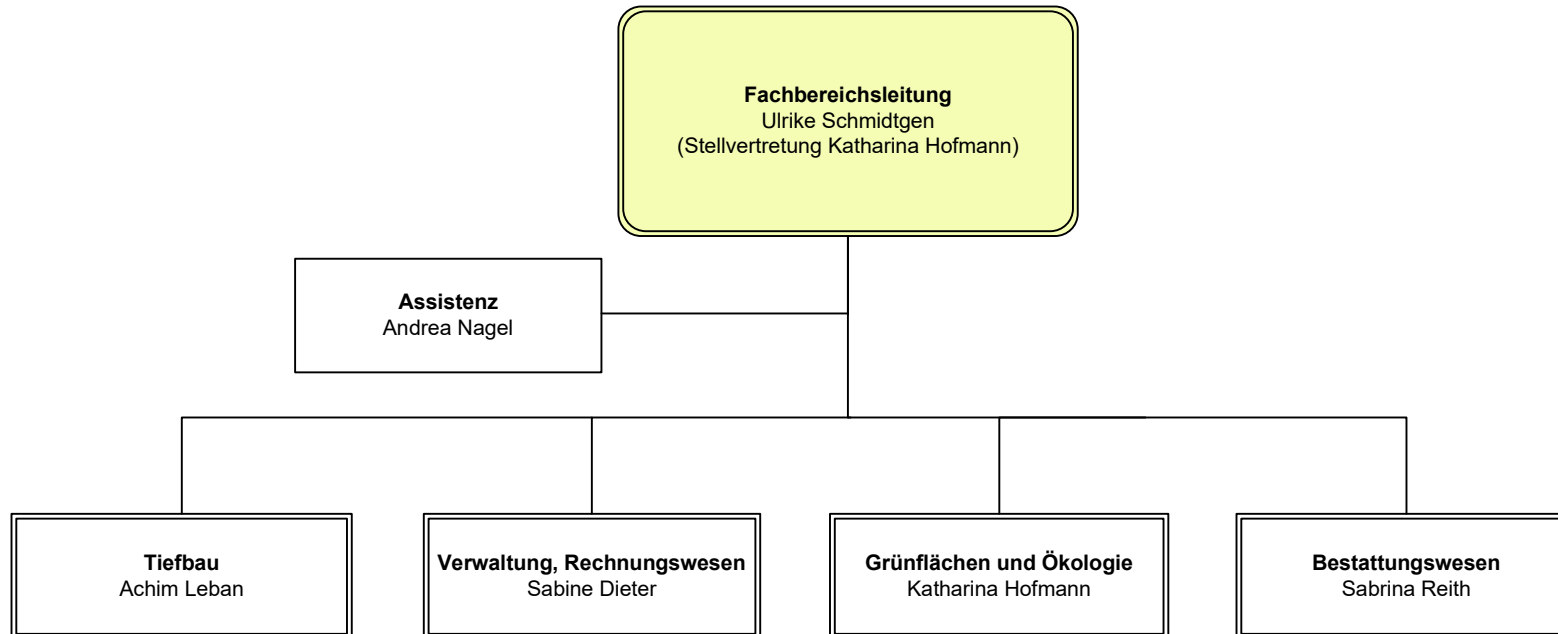 Fachbereichsleitung
Ulrike Schmidtgen
(Stellvertretung Katharina Hofmann)
Assistenz
Andrea Nagel
Tiefbau
Achim Leban
Verwaltung, Rechnungswesen
Sabine Dieter
Grünflächen und Ökologie
Katharina Hofmann
Bestattungswesen
Sabrina Reith